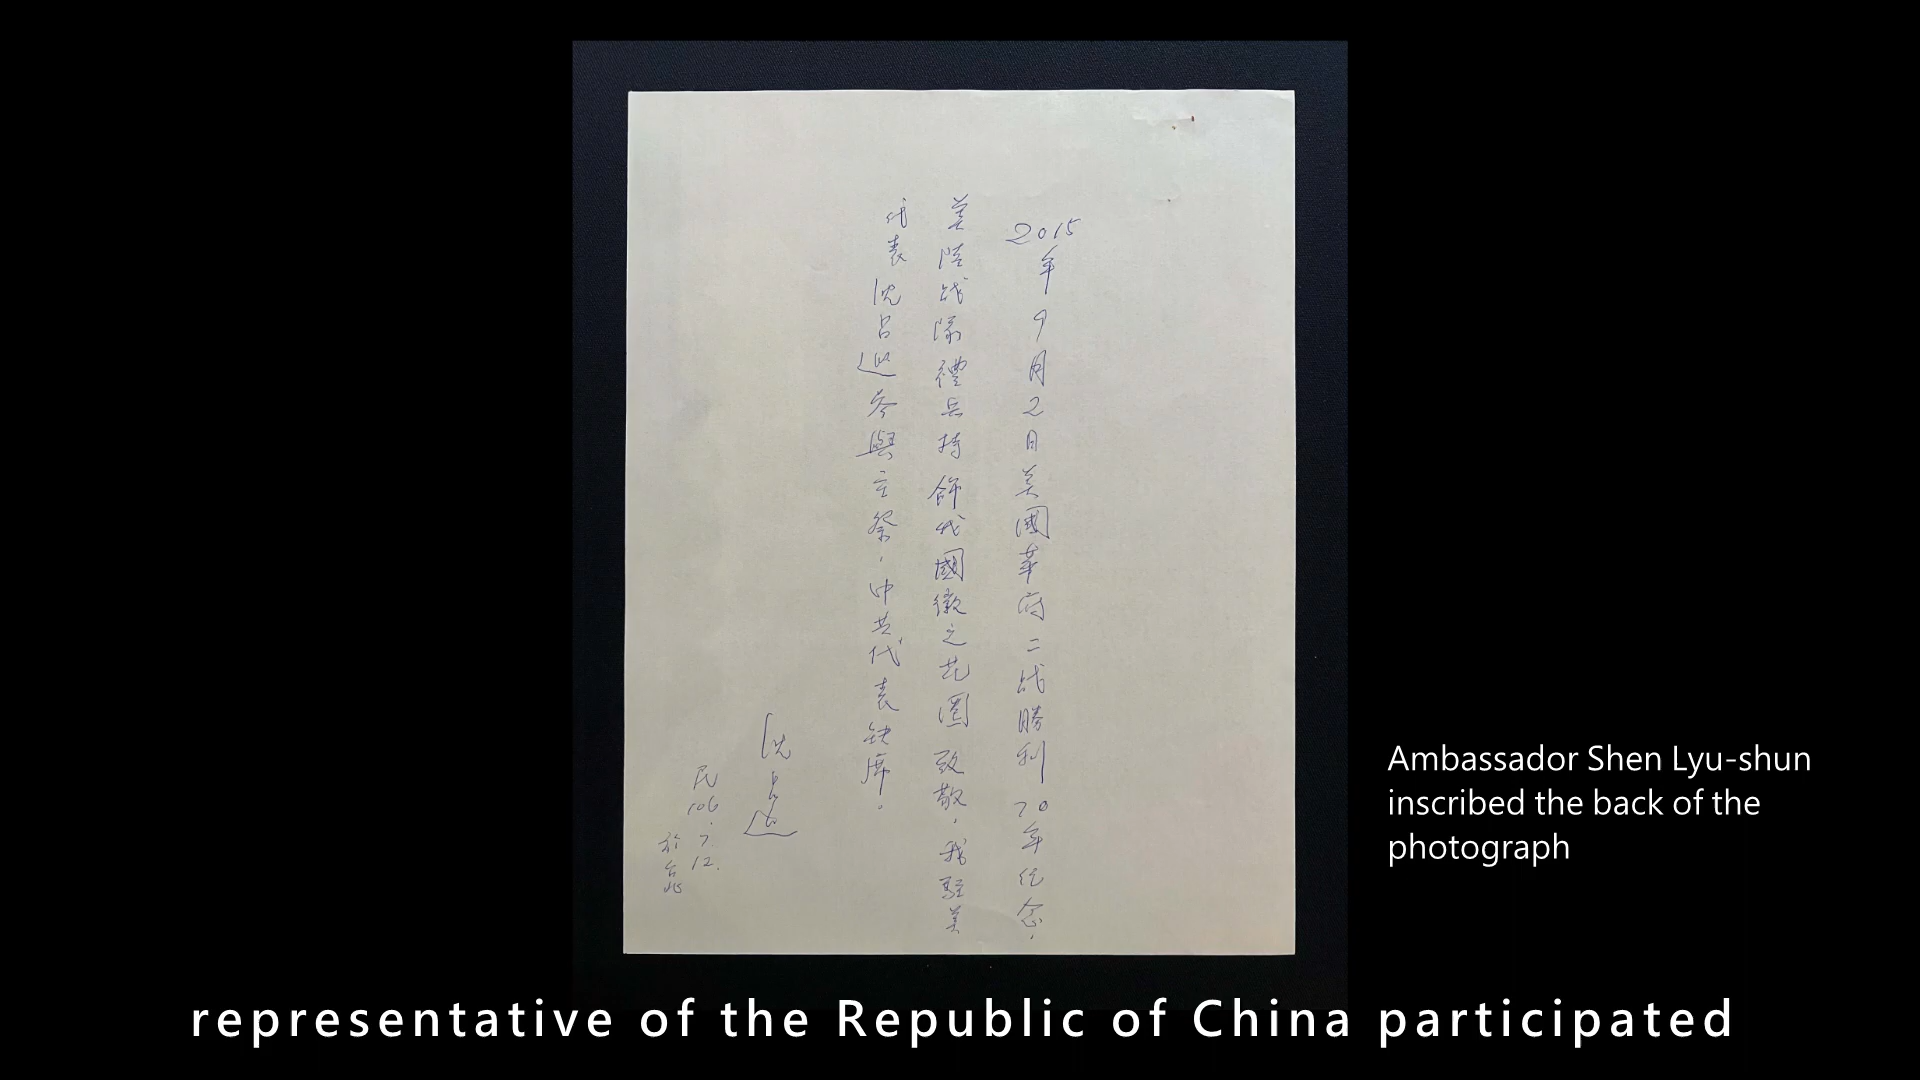 2015年9月2日美國華府二战勝利70年纪念,
美陸战隊禮兵持飾我國徽之花圈致敬,我駐美
代表沈呂巡参與主祭,中共代表缺席.
沈呂巡
民106.7.12.
於台北
Ambassador Shen Lyu-shun
inscribed the back of the
photograph
representative of the Republic of China participated